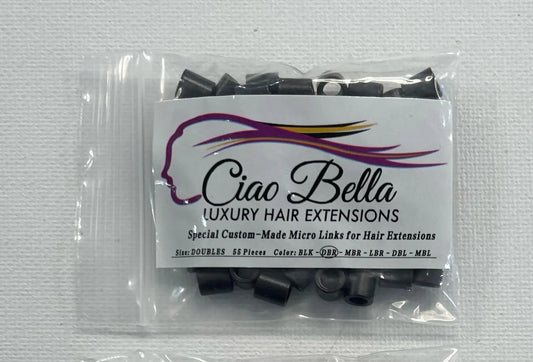 Ciao Bella
LUXURY HAIR EXTENSIONS
Special Custom-Made Micro Links for Hair Extensions
Size: DOUBLES 55 Pieces Color: BLK - DBR - MBR - LBR - DBL - MBL